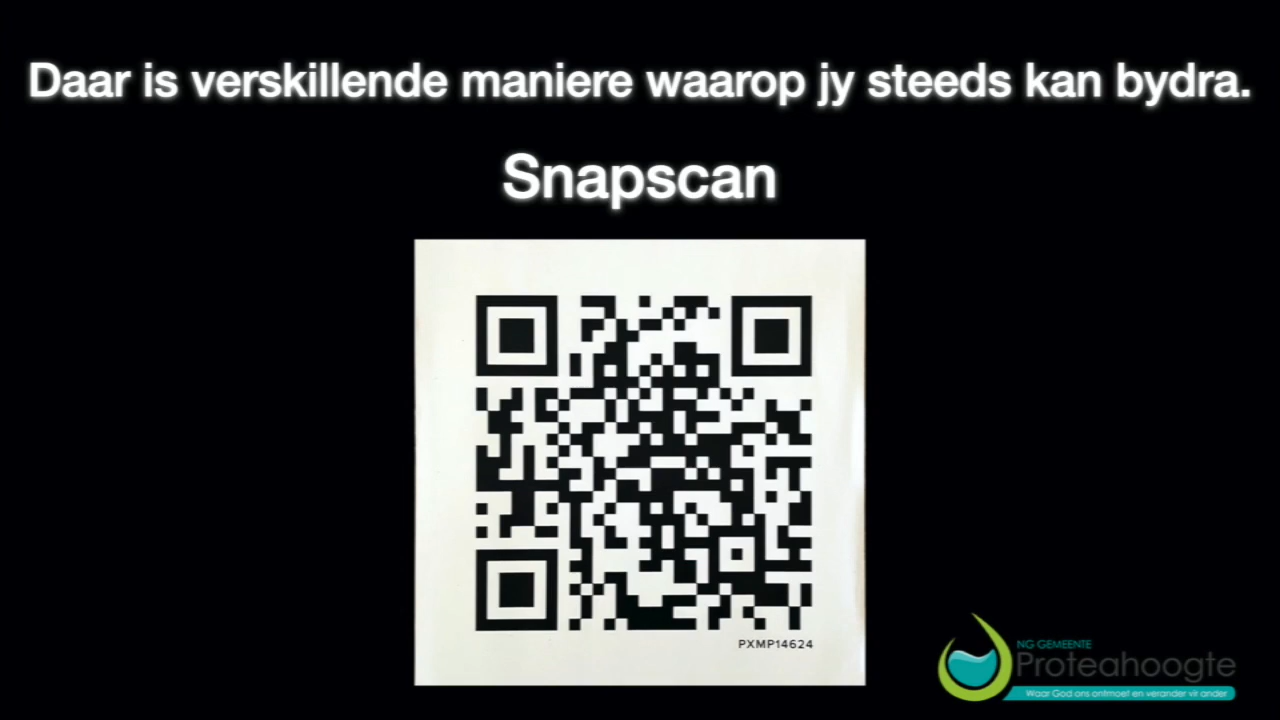 Daar is verskillende maniere waarop jy steeds kan bydra.
Snapscan
PXMP14624
NG GEMEENTE
Proteahoogte
Waar God ons ontmoet en verander vir ander